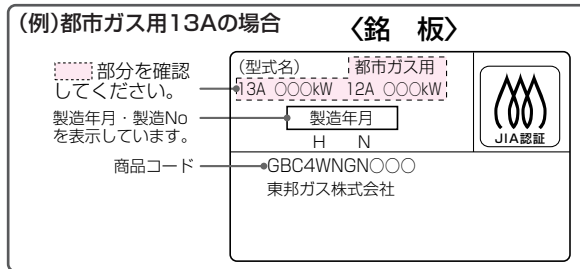 (例)都市ガス用13Aの場合
〈銘 板〉
部分を確認
してください。
製造年月・製造No
を表示しています。
商品コード
(型式名) 都市ガス用
13A ○○○kW 12A ○○○kW
製造年月
H N
GBC4WNGN○○○
東邦ガス株式会社
JIA認証